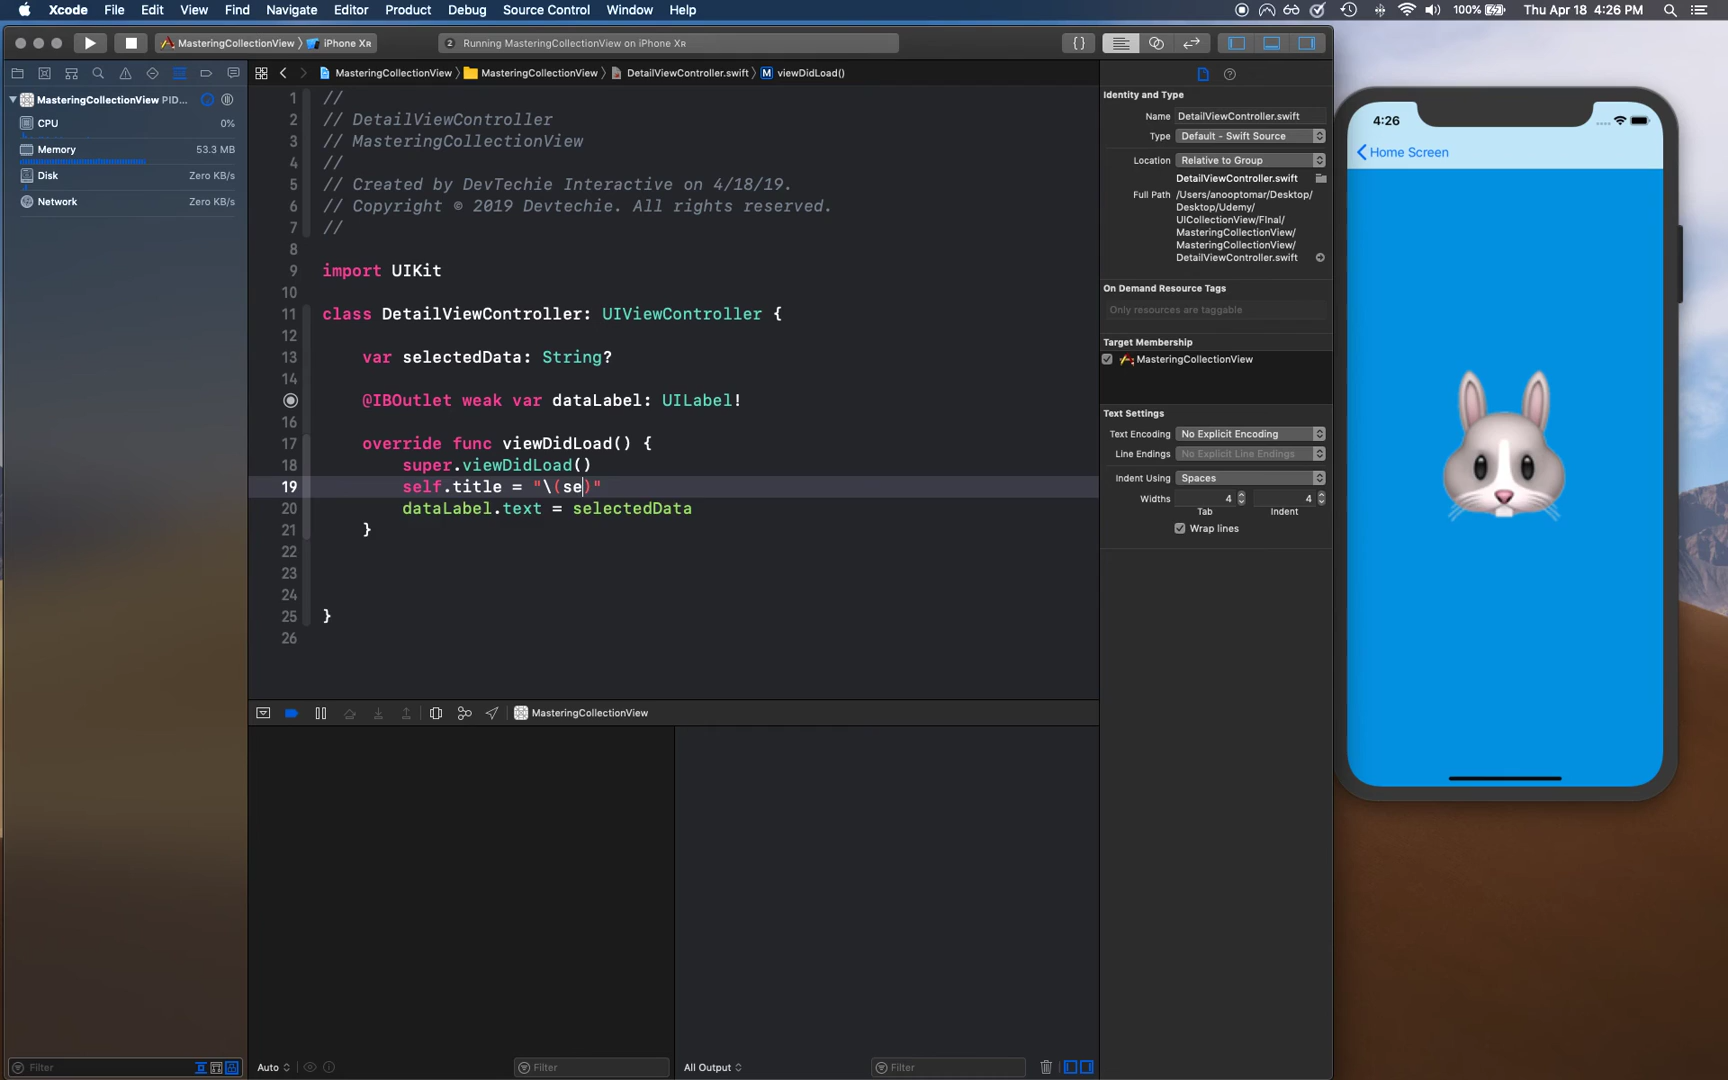 Xcode File Edit View Find Navigate Editor Product Debug Source Control Window Help 100% Thu Apr 18 4:26 PM
MasteringCollectionView iPhone Xʀ 2 Running MasteringCollectionView on iPhone Xʀ {}
MasteringCollectionView MasteringCollectionView DetailViewController.swift M viewDidLoad()
MasteringCollectionView PID...
CPU 0%
Memory 53.3 MB
Disk Zero KB/s
Network Zero KB/s
1 //
2 // DetailViewController
3 // MasteringCollectionView
4 //
5 // Created by DevTechie Interactive on 4/18/19.
6 // Copyright © 2019 Devtechie. All rights reserved.
7 //
8
9 import UIKit
10
11 class DetailViewController: UIViewController {
12
13 var selectedData: String?
14
@IBOutlet weak var dataLabel: UILabel!
16
17 override func viewDidLoad() {
18 super.viewDidLoad()
19 self.title = "\(se)"
20 dataLabel.text = selectedData
21 }
22
23
24
25 }
26
MasteringCollectionView
Auto
Filter
All Output
Filter
Filter
Identity and Type
Name DetailViewController.swift
Type Default - Swift Source
Location Relative to Group
DetailViewController.swift
Full Path /Users/anooptomar/Desktop/
Desktop/Udemy/
UICollectionView/FInal/
MasteringCollectionView/
MasteringCollectionView/
DetailViewController.swift
On Demand Resource Tags
Only resources are taggable
Target Membership
MasteringCollectionView
Text Settings
Text Encoding No Explicit Encoding
Line Endings No Explicit Line Endings
Indent Using Spaces
Widths 4 4
Tab Indent
Wrap lines
4:26
Home Screen